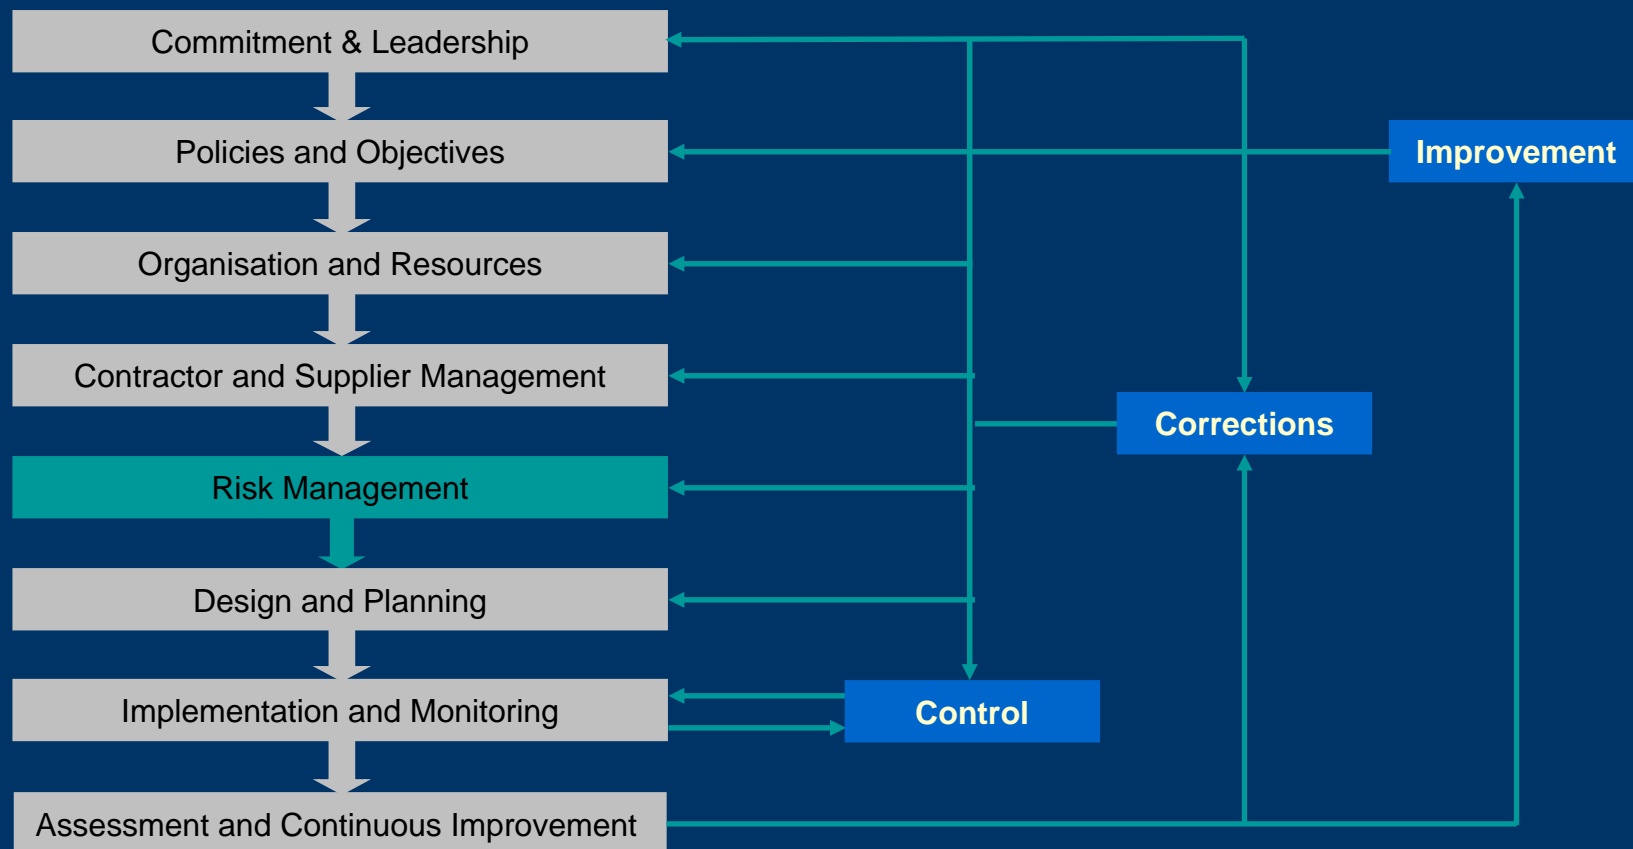 Commitment & Leadership
Policies and Objectives
Improvement
Organisation and Resources
Contractor and Supplier Management
Corrections
Risk Management
Design and Planning
Implementation and Monitoring
Control
Assessment and Continuous Improvement